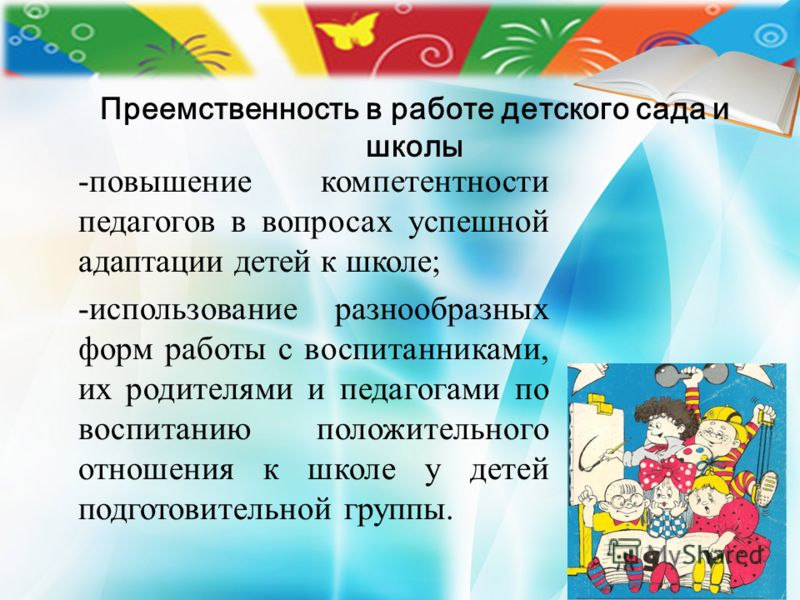 Преемственность в работе детского сада и
школы
-повышение компетентности
педагогов в вопросах успешной
адаптации детей к школе;
-использование разнообразных
форм работы с воспитанниками,
их родителями и педагогами по
воспитанию положительного
отношения к школе у детей
подготовительной группы.
MyShared